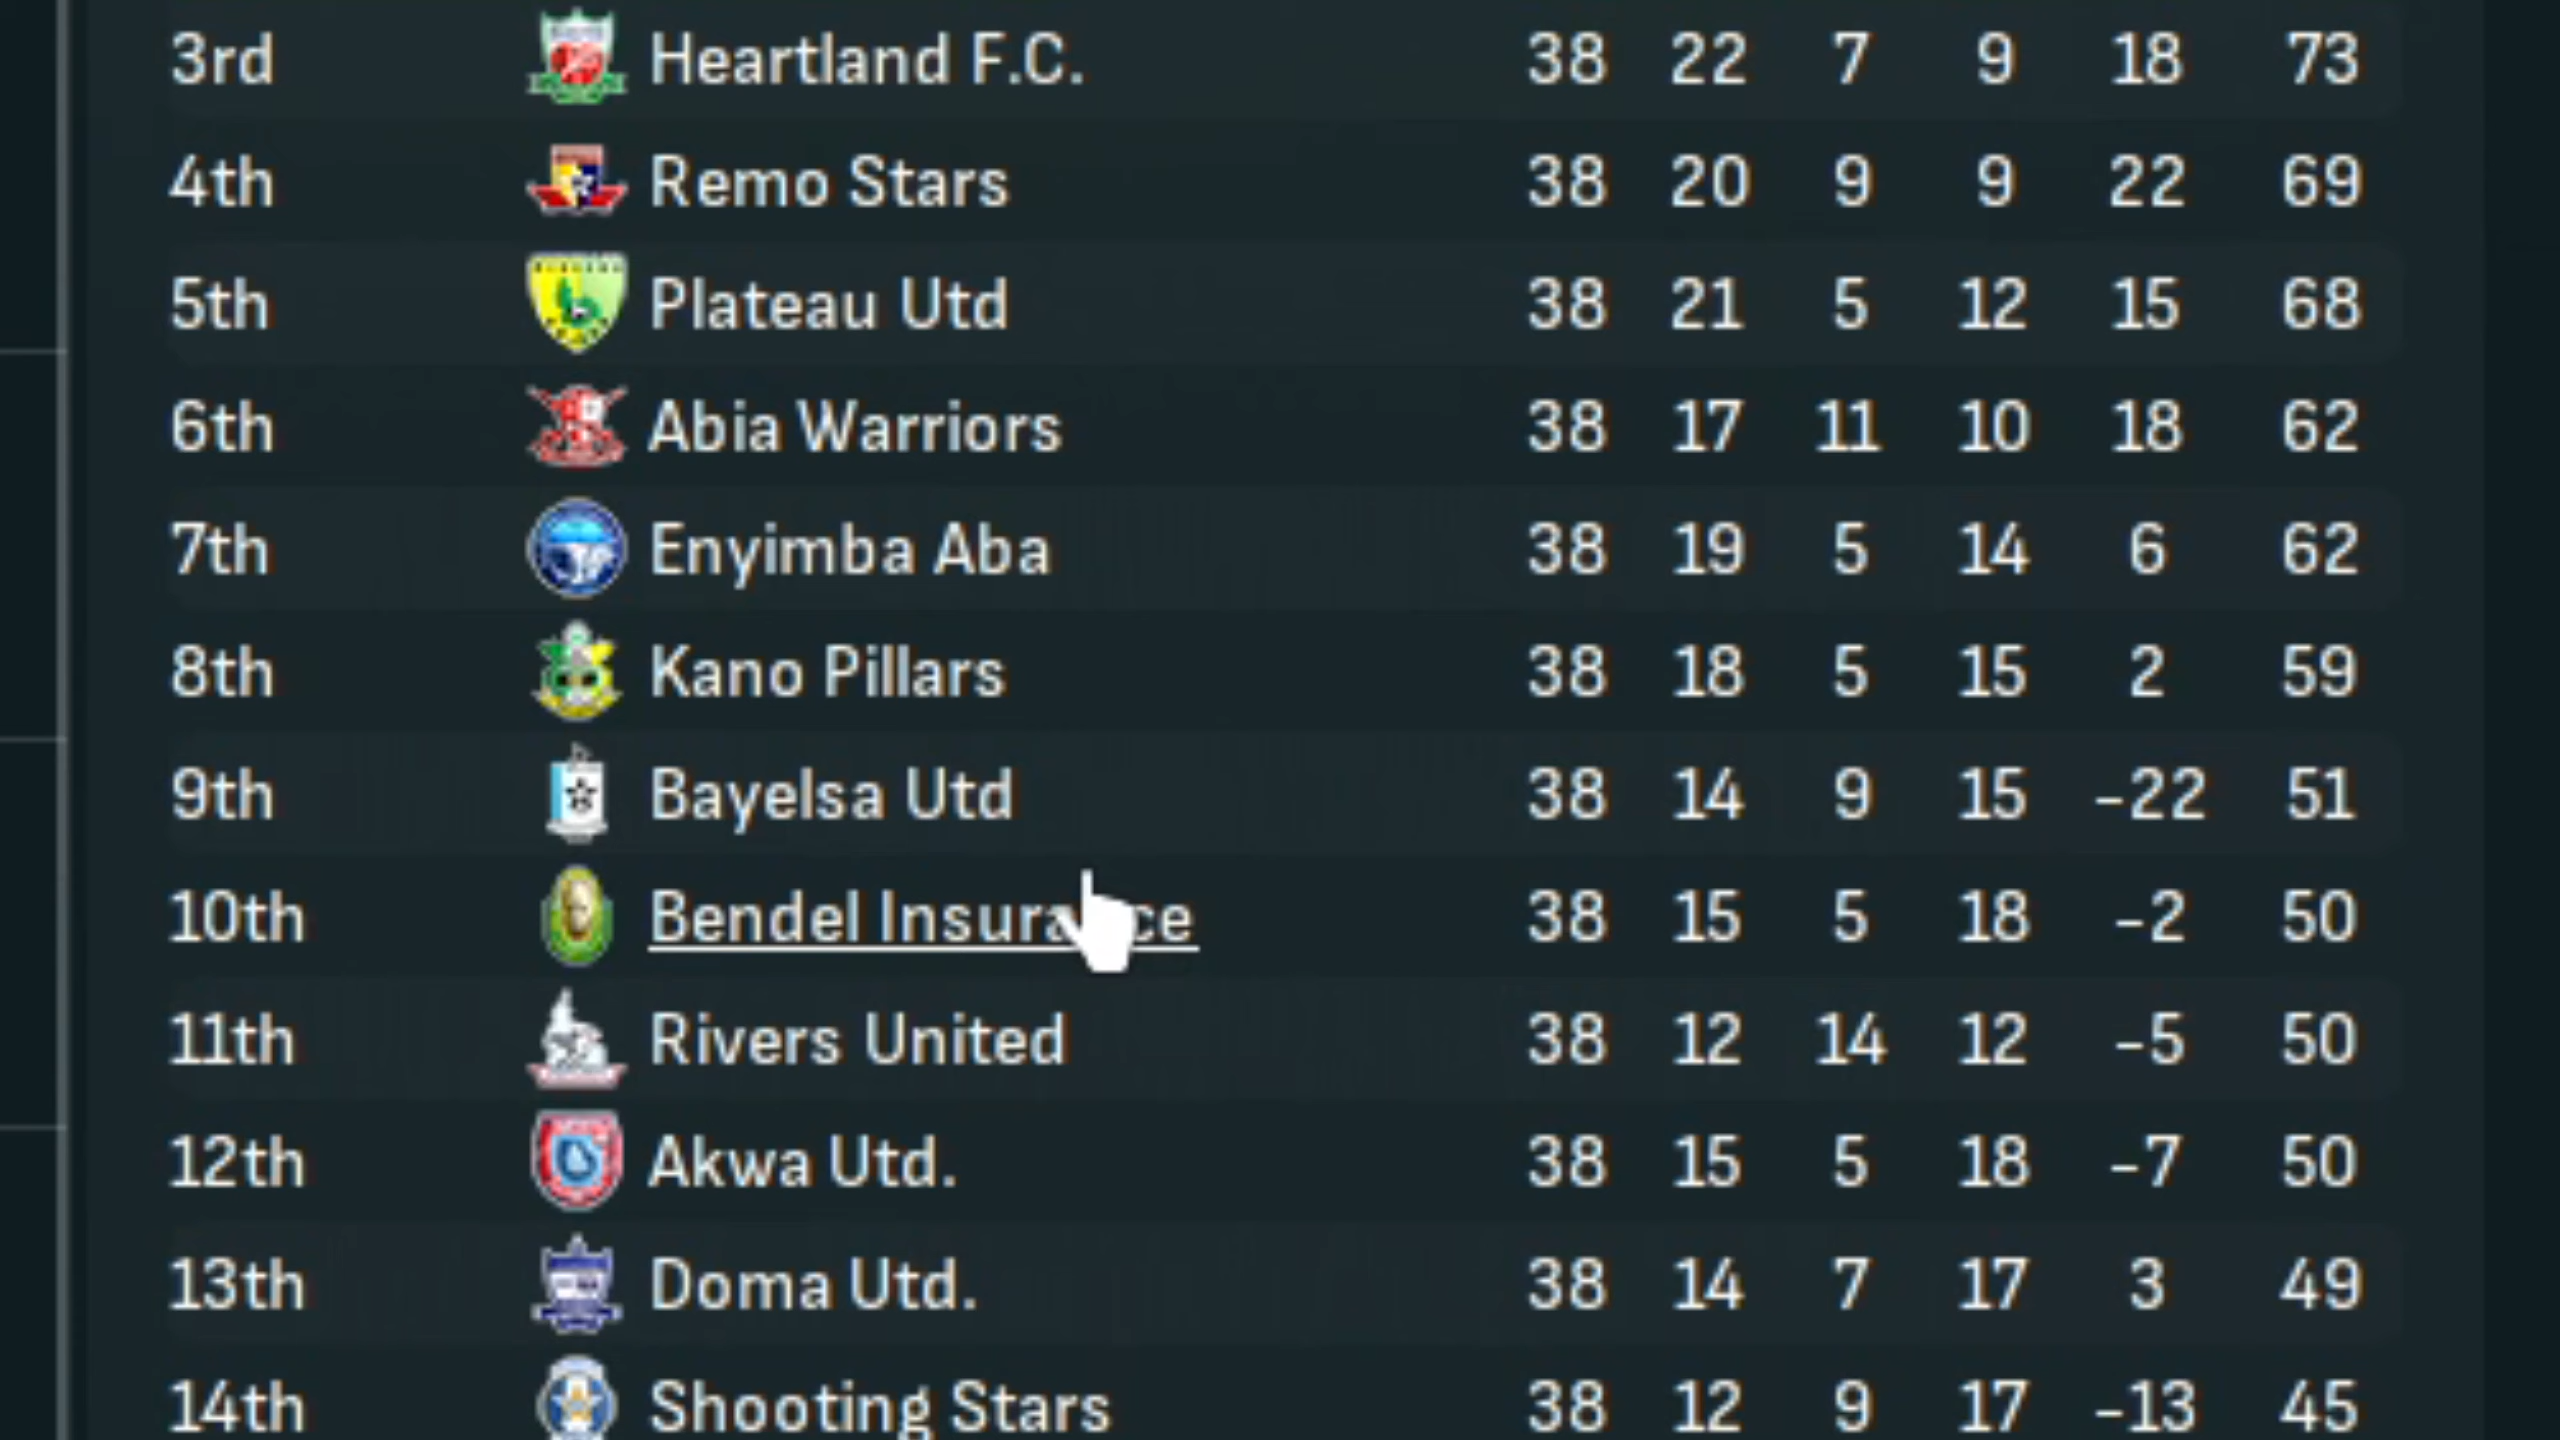 3rd Heartland F.C. 38 22 7 9 18 73
4th Remo Stars 38 20 9 9 22 69
5th Plateau Utd 38 21 5 12 15 68
6th Abia Warriors 38 17 11 10 18 62
7th Enyimba Aba 38 19 5 14 6 62
8th Kano Pillars 38 18 5 15 2 59
9th Bayelsa Utd 38 14 9 15 -22 51
10th Bendel Insurance 38 15 5 18 -2 50
11th Rivers United 38 12 14 12 -5 50
12th Akwa Utd. 38 15 5 18 -7 50
13th Doma Utd. 38 14 7 17 3 49
14th Shooting Stars 38 12 9 17 -13 45